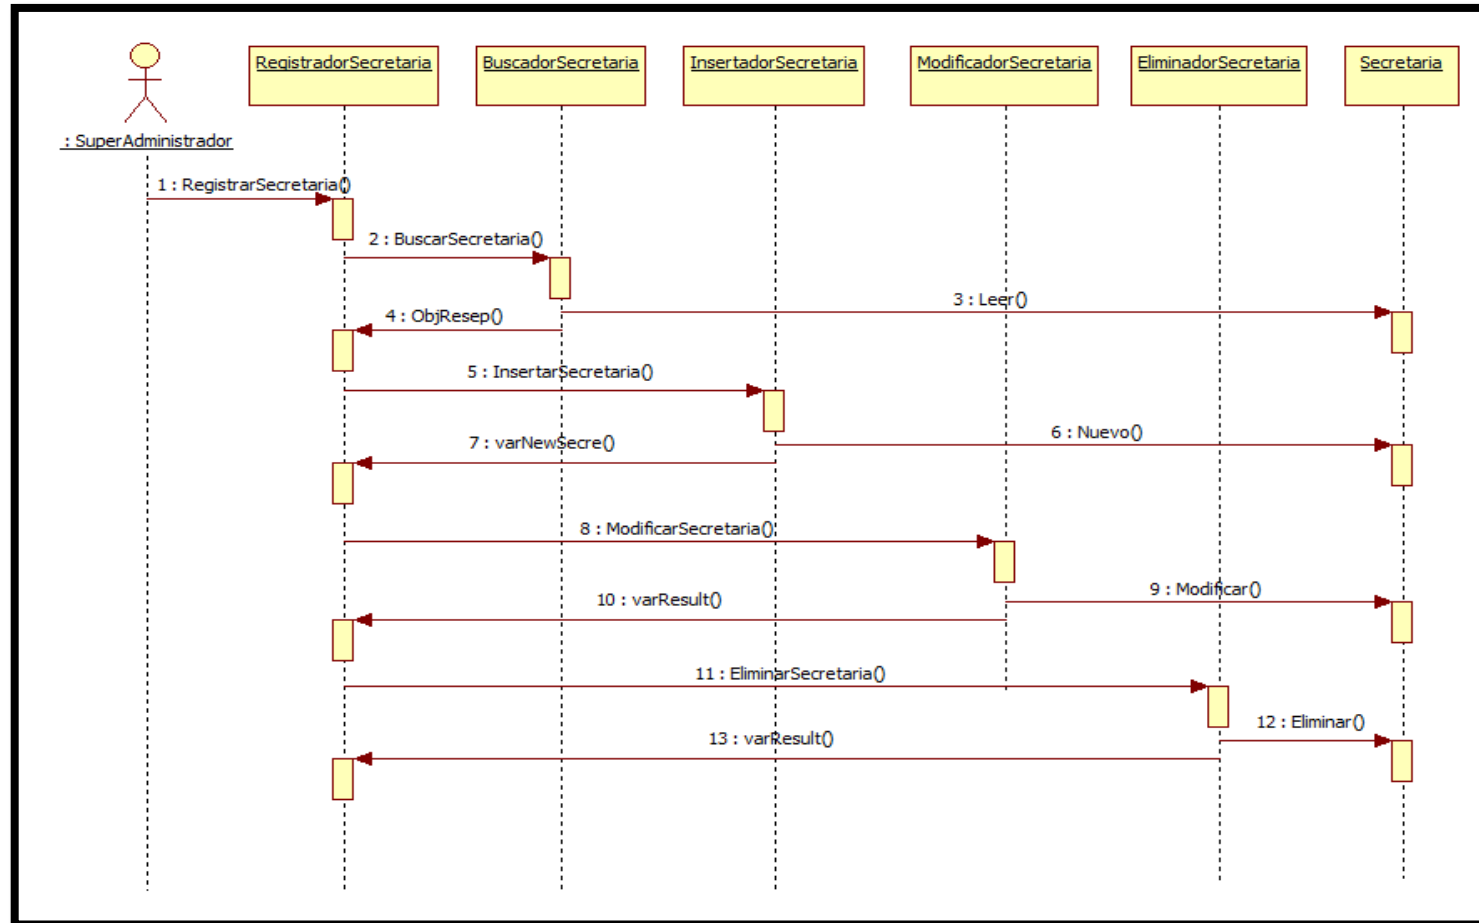 RegistradorSecretaria
BuscadorSecretaria
InsertadorSecretaria
ModificadorSecretaria
EliminadorSecretaria
Secretaria
: SuperAdministrador
1 : RegistrarSecretaria()
2 : BuscarSecretaria()
3 : Leer()
4 : ObjResep()
5 : InsertarSecretaria()
6 : Nuevo()
7 : varNewSecre()
8 : ModificarSecretaria()
9 : Modificar()
10 : varResult()
11 : EliminarSecretaria()
12 : Eliminar()
13 : varResult()